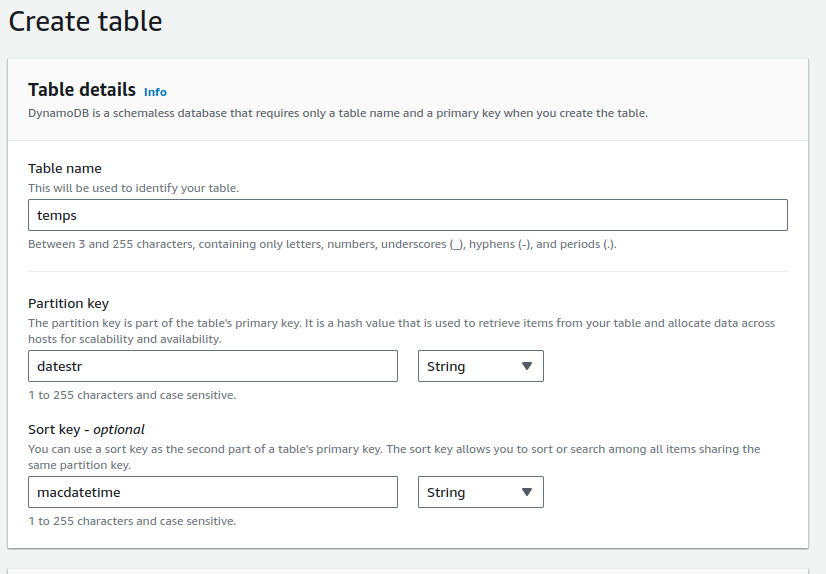 Create table
Table details Info
DynamoDB is a schemaless database that requires only a table name and a primary key when you create the table.
Table name
This will be used to identify your table.
temps
Between 3 and 255 characters, containing only letters, numbers, underscores (_), hyphens (-), and periods (.).
Partition key
The partition key is part of the table's primary key. It is a hash value that is used to retrieve items from your table and allocate data across
hosts for scalability and availability.
datestr String
1 to 255 characters and case sensitive.
Sort key - optional
You can use a sort key as the second part of a table's primary key. The sort key allows you to sort or search among all items sharing the
same partition key.
macdatetime String
1 to 255 characters and case sensitive.